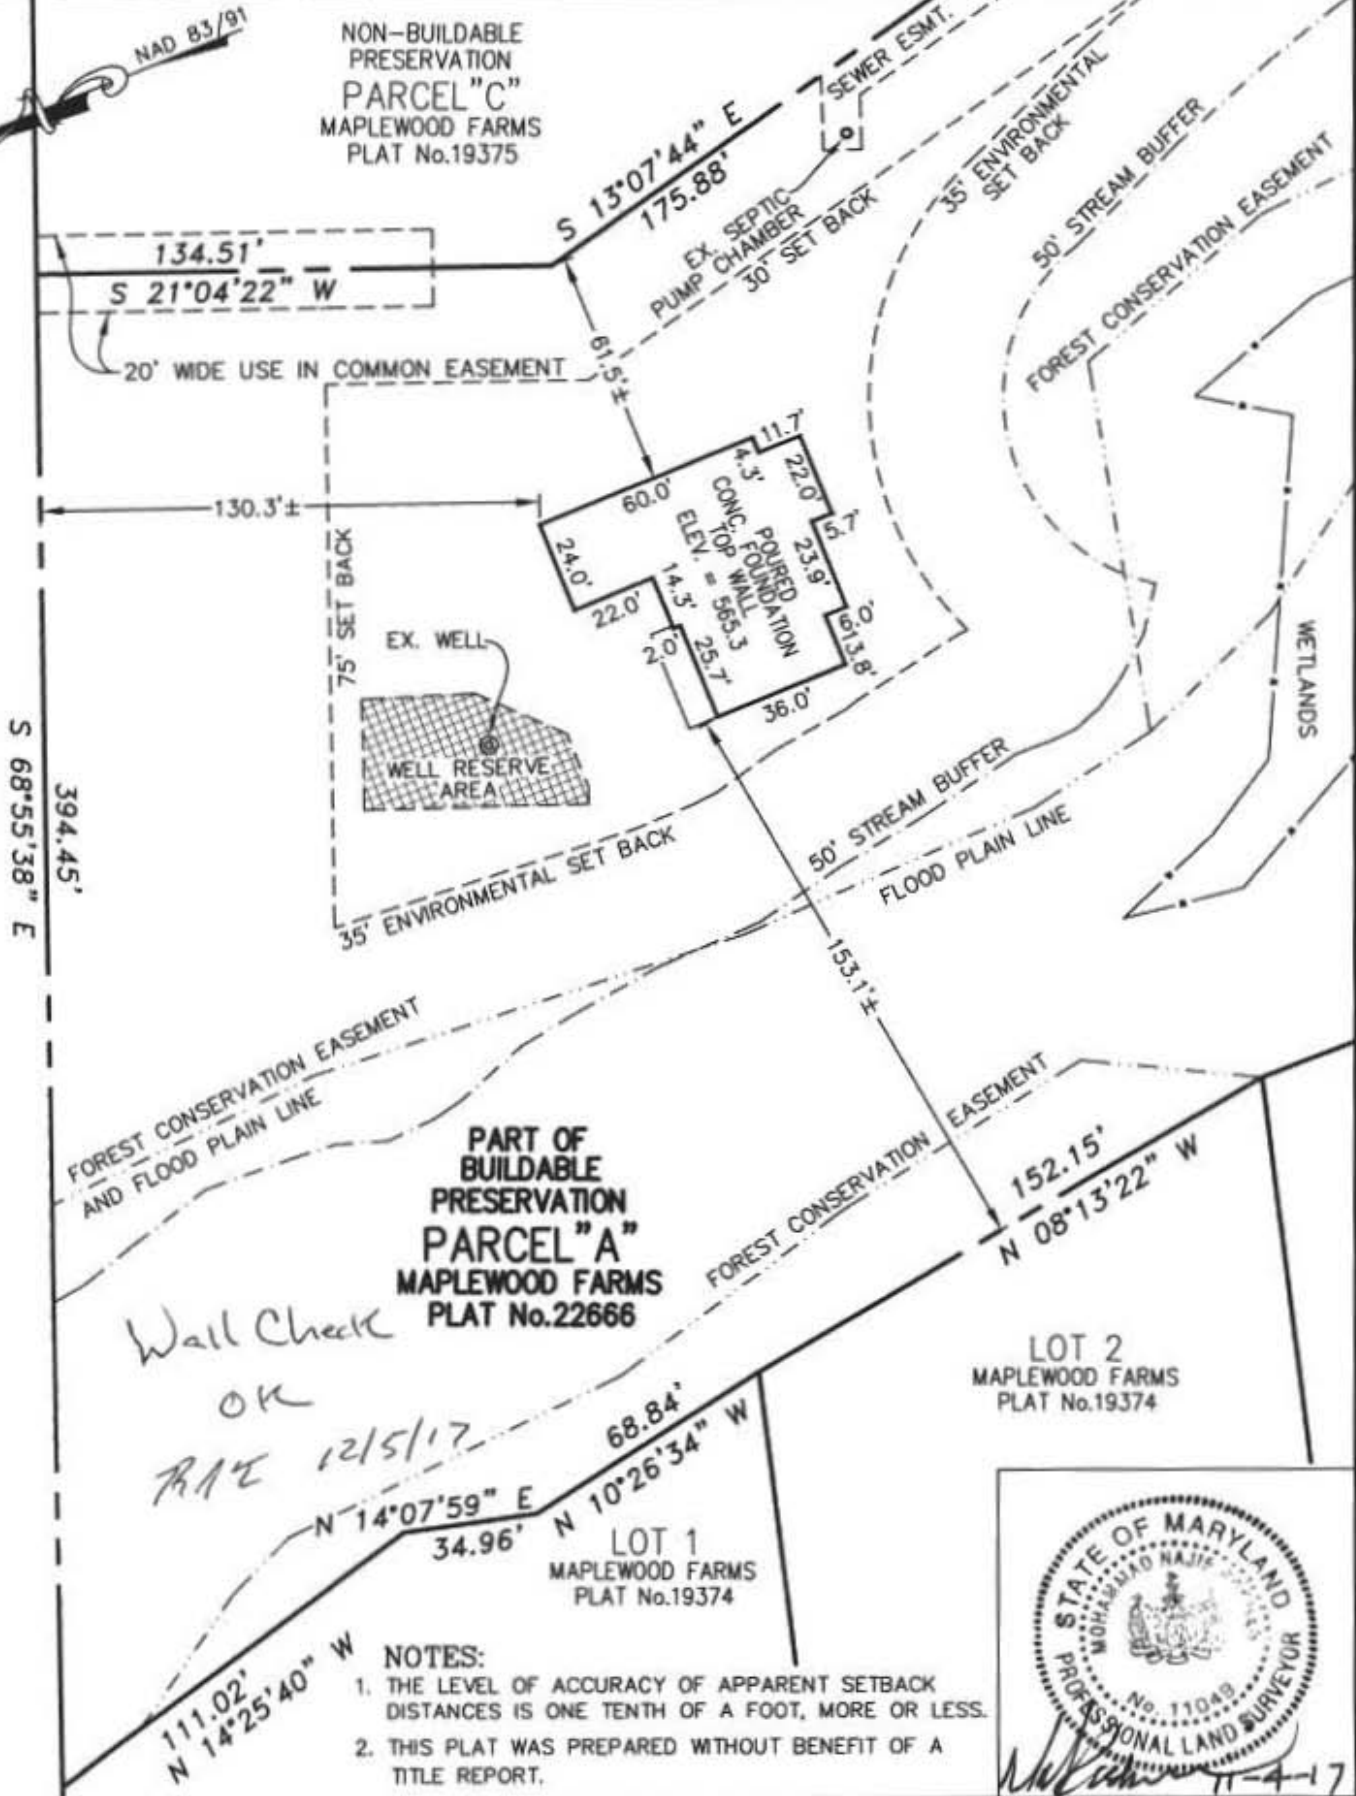 NAD 83/91
NON-BUILDABLE
PRESERVATION
PARCEL "C"
MAPLEWOOD FARMS
PLAT No.19375
S 13°07'44" E
175.88'
SEWER ESMT.
EX. SEPTIC
PUMP CHAMBER
30' SET BACK
35' ENVIRONMENTAL
SET BACK
50' STREAM BUFFER
FOREST CONSERVATION EASEMENT
134.51'
S 21°04'22" W
20' WIDE USE IN COMMON EASEMENT
61.5'±
130.3'±
75' SET BACK
60.0'
4.3'
11.7'
22.0'
5.7'
23.9'
6.0'
13.8'
36.0'
25.7'
2.0'
14.3'
22.0'
24.0'
POURED
CONC. FOUNDATION
TOP WALL
ELEV. = 565.3
EX. WELL
WELL RESERVE
AREA
WETLANDS
S 68°55'38" E
394.45'
35' ENVIRONMENTAL SET BACK
50' STREAM BUFFER
FLOOD PLAIN LINE
153.1'±
FOREST CONSERVATION EASEMENT
AND FLOOD PLAIN LINE
PART OF
BUILDABLE
PRESERVATION
PARCEL "A"
MAPLEWOOD FARMS
PLAT No.22666
FOREST CONSERVATION EASEMENT
152.15'
N 08°13'22" W
Wall Check
OK
12/5/17
LOT 2
MAPLEWOOD FARMS
PLAT No.19374
68.84'
N 10°26'34" W
N 14°07'59" E
34.96'
LOT 1
MAPLEWOOD FARMS
PLAT No.19374
111.02'
N 14°25'40" W
NOTES:
1. THE LEVEL OF ACCURACY OF APPARENT SETBACK
DISTANCES IS ONE TENTH OF A FOOT, MORE OR LESS.
2. THIS PLAT WAS PREPARED WITHOUT BENEFIT OF A
TITLE REPORT.
STATE OF MARYLAND
MOHAMMAD NAJIB
No. 11049
PROFESSIONAL LAND SURVEYOR
11-4-17